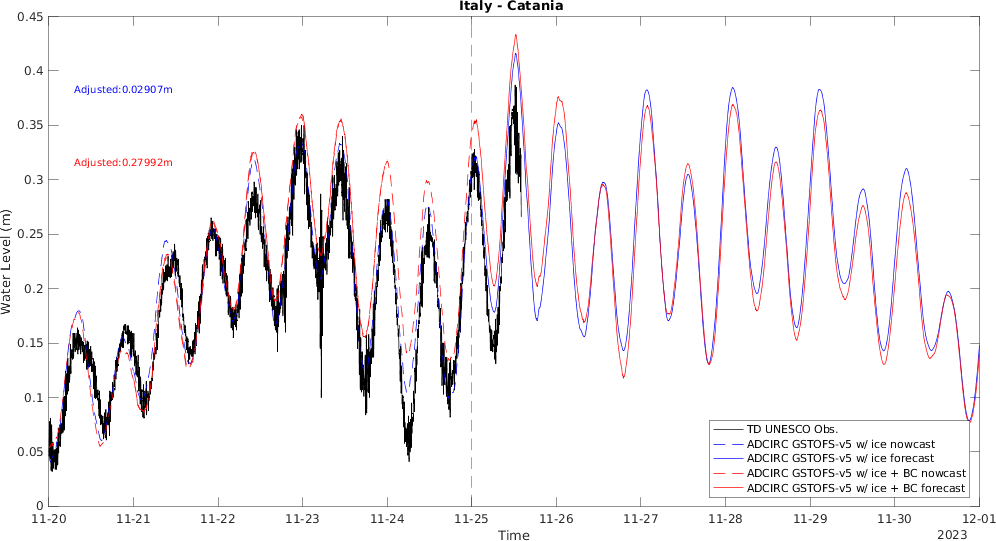 Italy - Catania
0.45
0.4
0.35
0.3
0.25
0.2
0.15
0.1
0.05
0
Water Level (m)
Adjusted:0.02907m
Adjusted:0.27992m
TD UNESCO Obs.
ADCIRC GSTOFS-v5 w/ ice nowcast
ADCIRC GSTOFS-v5 w/ ice forecast
ADCIRC GSTOFS-v5 w/ ice + BC nowcast
ADCIRC GSTOFS-v5 w/ ice + BC forecast
11-20 11-21 11-22 11-23 11-24 11-25 11-26 11-27 11-28 11-29 11-30 12-01
Time
2023